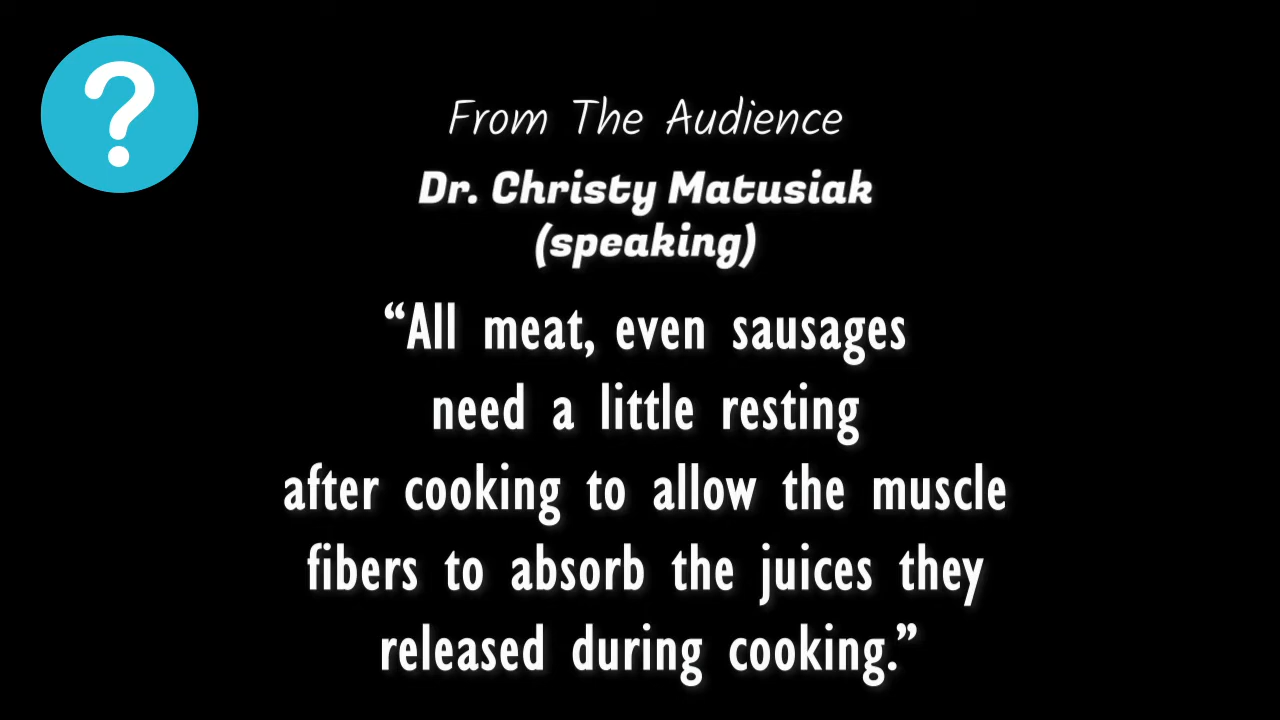 ?
From The Audience
Dr. Christy Matusiak
(speaking)
“All meat, even sausages
need a little resting
after cooking to allow the muscle
fibers to absorb the juices they
released during cooking.”